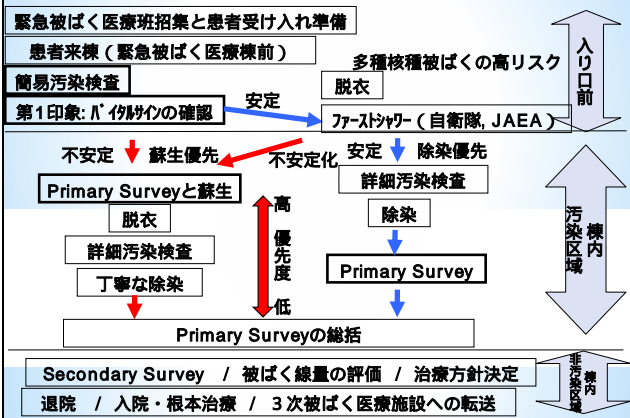 緊急被ばく医療班招集と患者受け入れ準備
患者来棟（緊急被ばく医療棟前）
簡易汚染検査
第1印象:ﾊﾞｲﾀﾙサインの確認
安定
多種核種被ばくの高リスク
脱衣
ﾌｧｰｽﾄシャワー（自衛隊, JAEA）
入り口前
不安定
蘇生優先
不安定化
安定
除染優先
Primary Surveyと蘇生
脱衣
詳細汚染検査
丁寧な除染
高
優先度
低
詳細汚染検査
除染
Primary Survey
Primary Surveyの総括
棟内
汚染区域
Secondary Survey / 被ばく線量の評価 / 治療方針決定
退院 / 入院・根本治療 / 3次被ばく医療施設への転送
棟内
非汚染区域